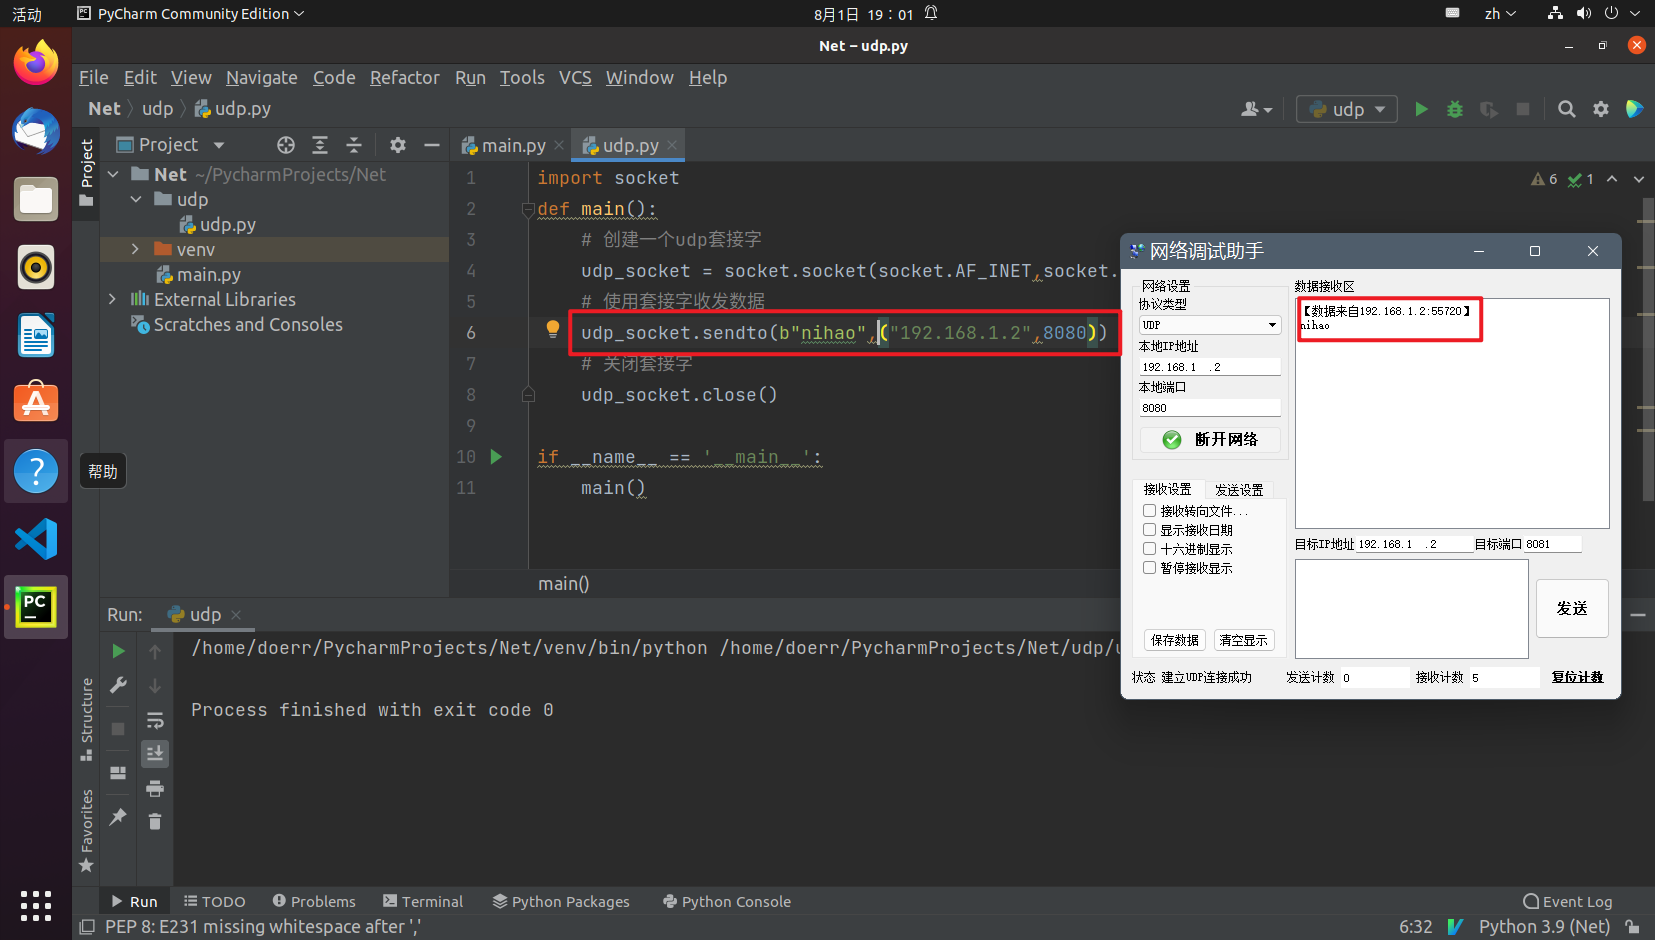 活动
PyCharm Community Edition
8月1日 19：01
zh
Net – udp.py
File Edit View Navigate Code Refactor Run Tools VCS Window Help
Net udp udp.py
udp
Project
Project
main.py
udp.py
Net ~/PycharmProjects/Net
udp
udp.py
venv
main.py
External Libraries
Scratches and Consoles
帮助
6 1
1 import socket
2 def main():
3 # 创建一个udp套接字
4 udp_socket = socket.socket(socket.AF_INET,socket.
5 # 使用套接字收发数据
6 udp_socket.sendto(b"nihao",("192.168.1.2",8080))
7 # 关闭套接字
8 udp_socket.close()
9
10 if __name__ == '__main__':
11 main()
main()
网络调试助手
网络设置
协议类型
UDP
本地IP地址
192.168.1 .2
本地端口
8080
断开网络
接收设置 发送设置
接收转向文件...
显示接收日期
十六进制显示
暂停接收显示
保存数据 清空显示
数据接收区
【数据来自192.168.1.2:55720】
nihao
目标IP地址 192.168.1 .2 目标端口 8081
发送
状态 建立UDP连接成功 发送计数 0 接收计数 5 复位计数
Run: udp
/home/doerr/PycharmProjects/Net/venv/bin/python /home/doerr/PycharmProjects/Net/udp/u
Process finished with exit code 0
Structure
Favorites
PC
Run TODO Problems Terminal Python Packages Python Console Event Log
PEP 8: E231 missing whitespace after ','
6:32 Python 3.9 (Net)